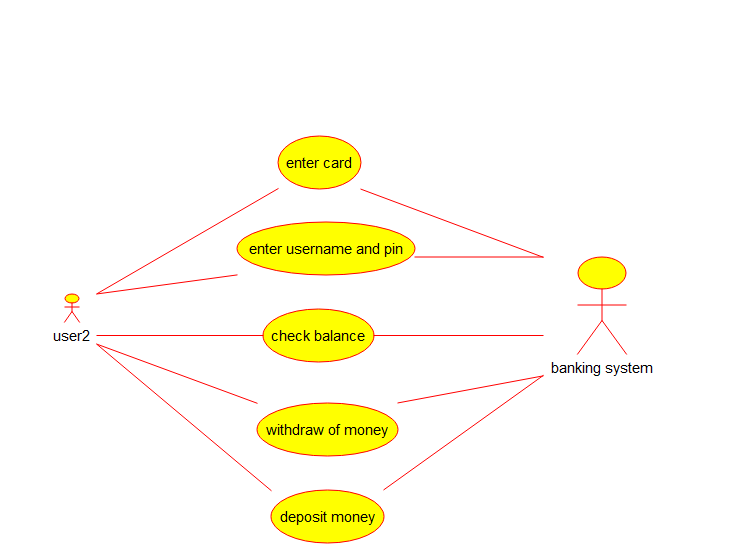 enter card
enter username and pin
user2
check balance
banking system
withdraw of money
deposit money